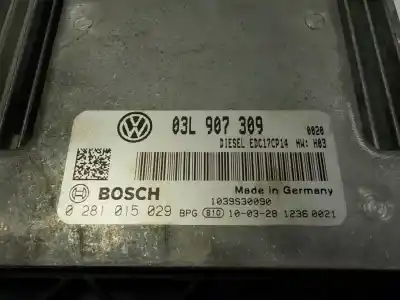 03L 907 309 0020
DIESEL EDC17CP14 HW: H03
BOSCH Made in Germany
1039S30090
0 281 015 029 BPG 810 10-03-28 1236 0021